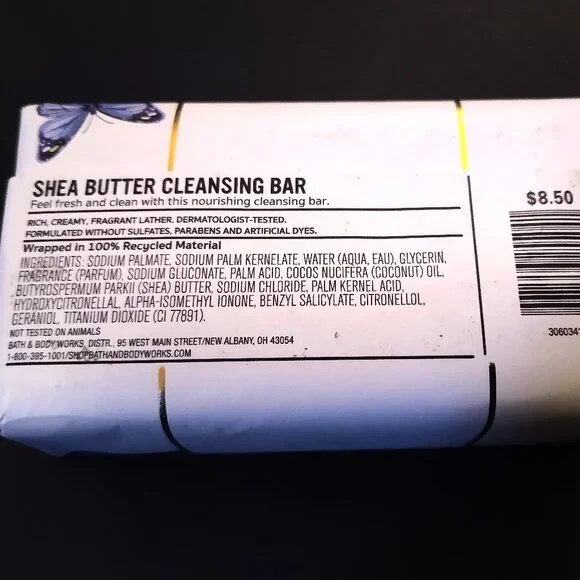 SHEA BUTTER CLEANSING BAR
Feel fresh and clean with this nourishing cleansing bar.
RICH, CREAMY, FRAGRANT LATHER. DERMATOLOGIST-TESTED.
FORMULATED WITHOUT SULFATES, PARABENS AND ARTIFICIAL DYES.
Wrapped in 100% Recycled Material
INGREDIENTS: SODIUM PALMATE, SODIUM PALM KERNELATE, WATER (AQUA, EAU), GLYCERIN,
FRAGRANCE (PARFUM), SODIUM GLUCONATE, PALM ACID, COCOS NUCIFERA (COCONUT) OIL,
BUTYROSPERMUM PARKII (SHEA) BUTTER, SODIUM CHLORIDE, PALM KERNEL ACID,
HYDROXYCITRONELLAL, ALPHA-ISOMETHYL IONONE, BENZYL SALICYLATE, CITRONELLOL,
GERANIOL, TITANIUM DIOXIDE (CI 77891).
NOT TESTED ON ANIMALS
BATH & BODY WORKS, DISTR., 95 WEST MAIN STREET/NEW ALBANY, OH 43054
1-800-395-1001/SHOPBATHANDBODYWORKS.COM
$8.50
306034